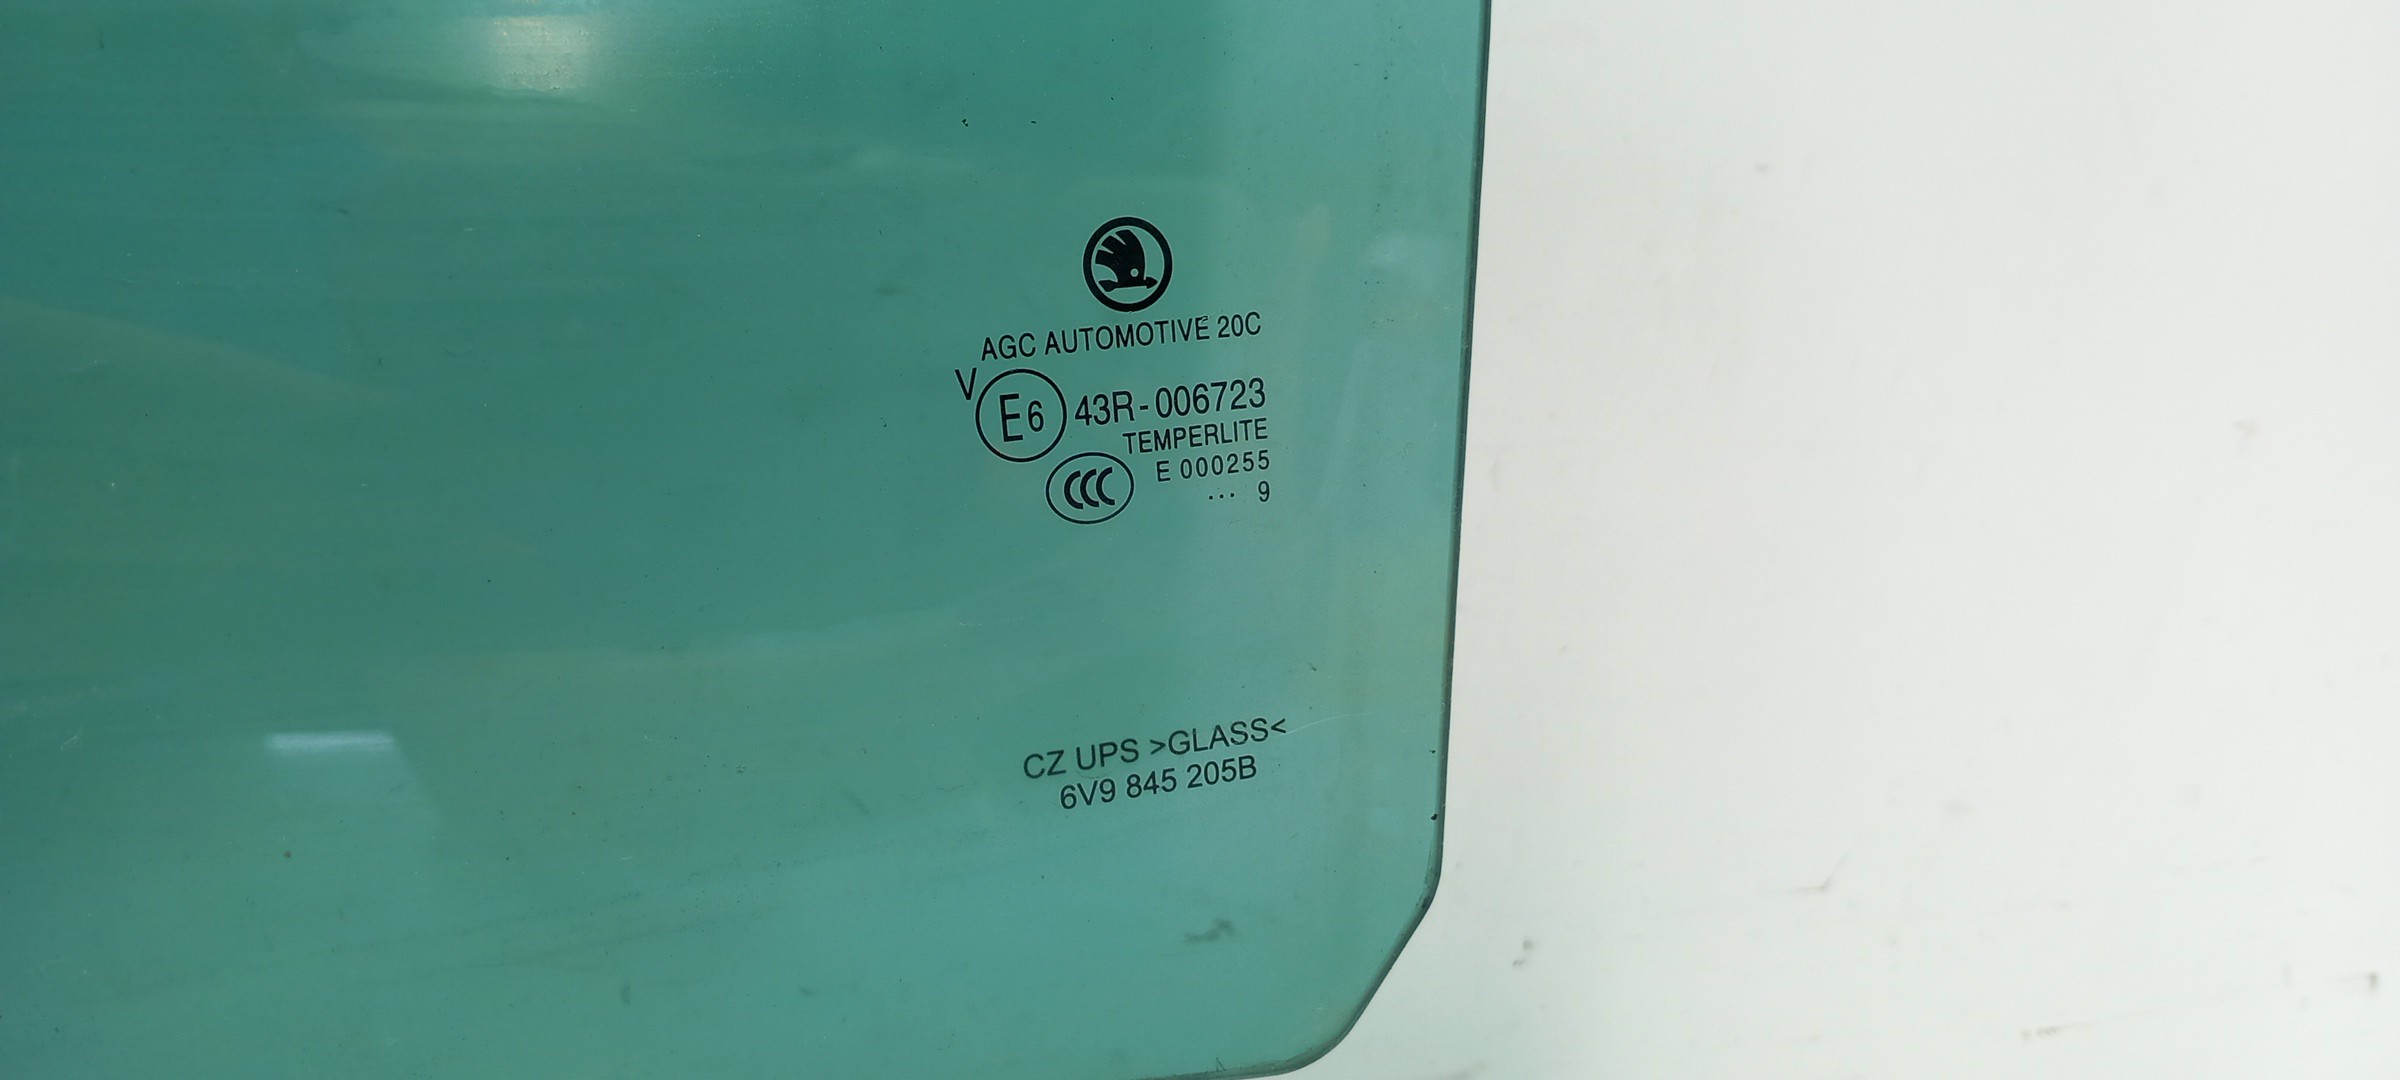 AGC AUTOMOTIVE 20C
V E6 43R-006723
TEMPERLITE
CCC E 000255
... 9
CZ UPS >GLASS<
6V9 845 205B